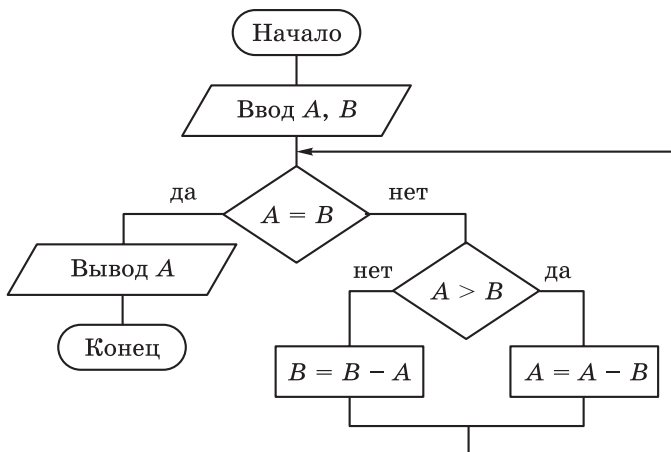 Начало
Ввод A, B
да
A = B
нет
Вывод A
нет
A > B
да
Конец
B = B − A
A = A − B